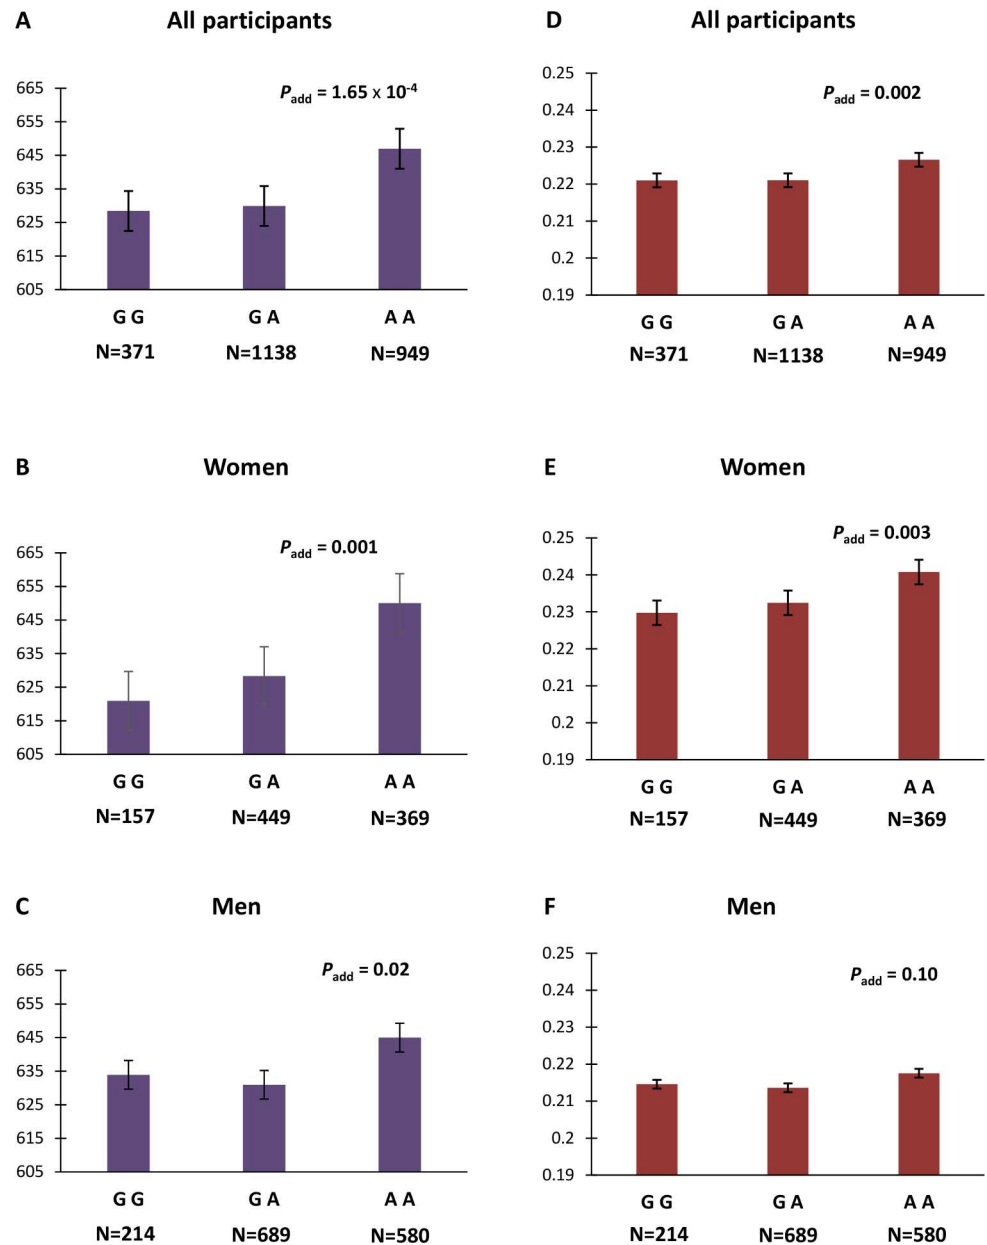 A All participants
P_add = 1.65 x 10^-4
665
655
645
635
625
615
605
G G G A A A
N=371 N=1138 N=949
D All participants
P_add = 0.002
0.25
0.24
0.23
0.22
0.21
0.2
0.19
G G G A A A
N=371 N=1138 N=949
B Women
P_add = 0.001
665
655
645
635
625
615
605
G G G A A A
N=157 N=449 N=369
E Women
P_add = 0.003
0.25
0.24
0.23
0.22
0.21
0.2
0.19
G G G A A A
N=157 N=449 N=369
C Men
P_add = 0.02
665
655
645
635
625
615
605
G G G A A A
N=214 N=689 N=580
F Men
P_add = 0.10
0.25
0.24
0.23
0.22
0.21
0.2
0.19
G G G A A A
N=214 N=689 N=580